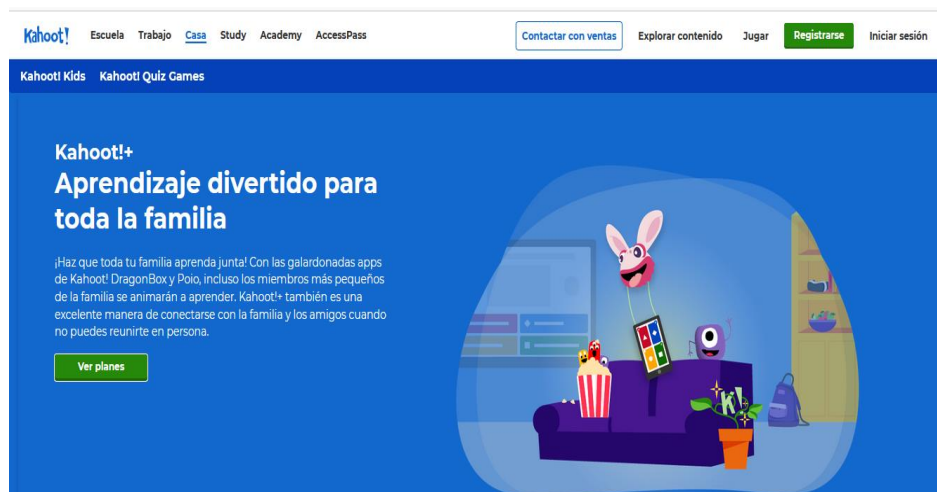 Kahoot! Escuela Trabajo Casa Study Academy AccessPass Contactar con ventas Explorar contenido Jugar Registrarse Iniciar sesión
Kahoot! Kids Kahoot! Quiz Games
Kahoot!+
Aprendizaje divertido para
toda la familia
¡Haz que toda tu familia aprenda junta! Con las galardonadas apps
de Kahoot! DragonBox y Poio, incluso los miembros más pequeños
de la familia se animarán a aprender. Kahoot!+ también es una
excelente manera de conectarse con la familia y los amigos cuando
no puedes reunirte en persona.
Ver planes
K!